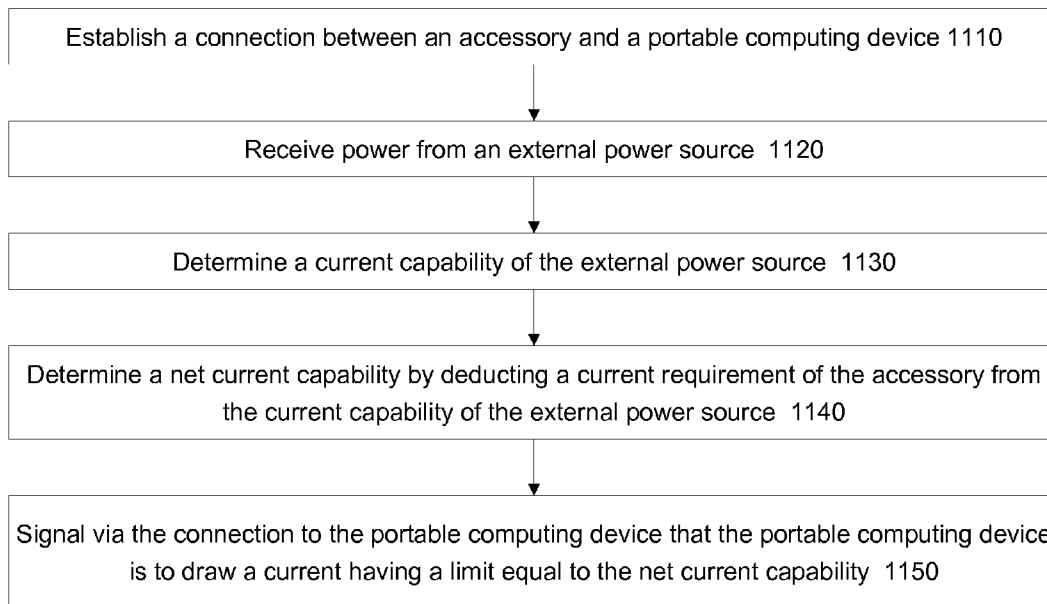 Establish a connection between an accessory and a portable computing device 1110
Receive power from an external power source 1120
Determine a current capability of the external power source 1130
Determine a net current capability by deducting a current requirement of the accessory from
the current capability of the external power source 1140
Signal via the connection to the portable computing device that the portable computing device
is to draw a current having a limit equal to the net current capability 1150